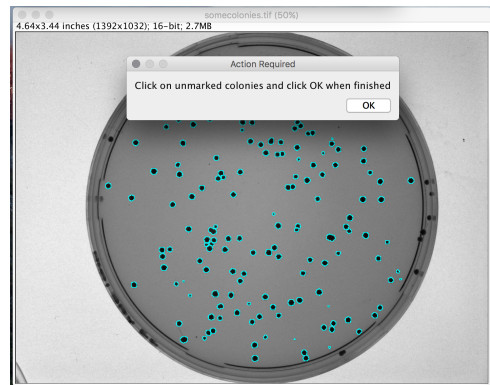 somecolonies.tif (50%)
4.64x3.44 inches (1392x1032); 16-bit; 2.7MB
Action Required
Click on unmarked colonies and click OK when finished
OK